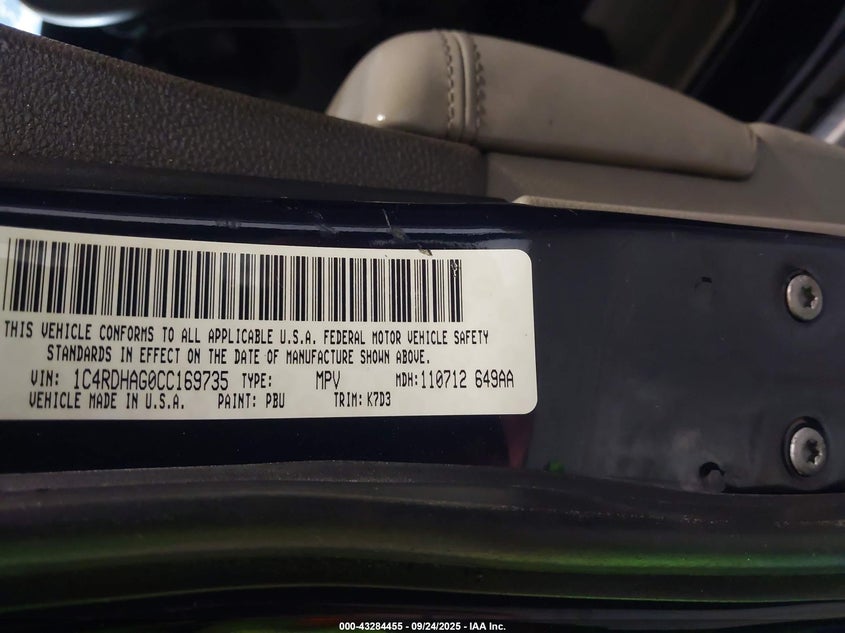 THIS VEHICLE CONFORMS TO ALL APPLICABLE U.S.A. FEDERAL MOTOR VEHICLE SAFETY
STANDARDS IN EFFECT ON THE DATE OF MANUFACTURE SHOWN ABOVE.
VIN: 1C4RDHAG0CC169735 TYPE: MPV MDH: 110712 649AA
VEHICLE MADE IN U.S.A. PAINT: PBU TRIM: K7D3
000-43284455 - 09/24/2025 - IAA Inc.